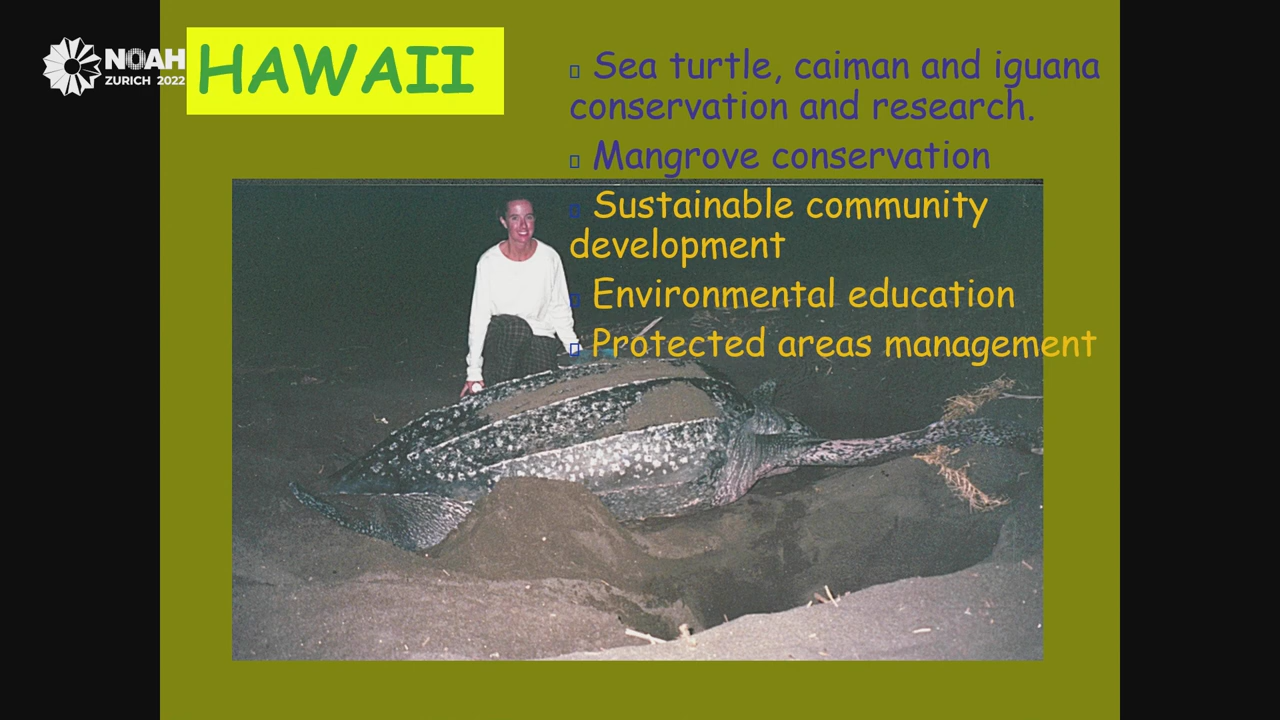 NOAH
ZURICH 2022
HAWAII
Sea turtle, caiman and iguana
conservation and research.
Mangrove conservation
Sustainable community
development
Environmental education
Protected areas management